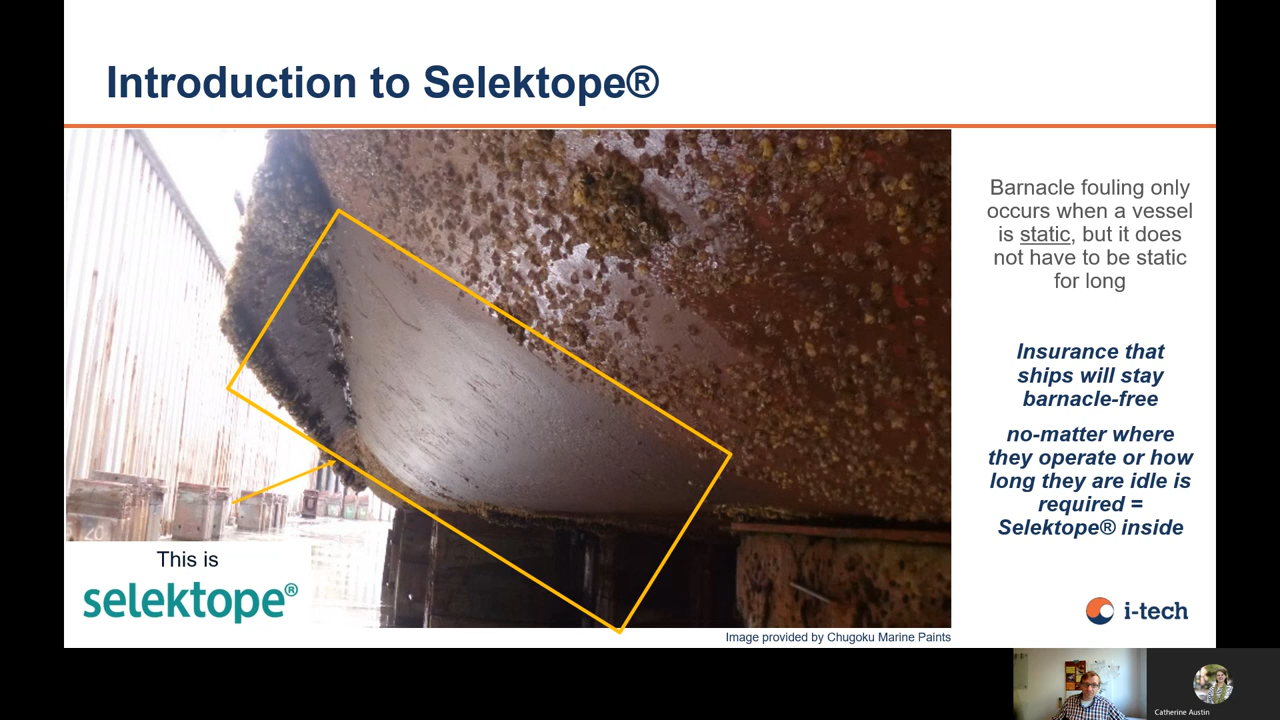 Introduction to Selektope®
Barnacle fouling only
occurs when a vessel
is static, but it does
not have to be static
for long
Insurance that
ships will stay
barnacle-free
no-matter where
they operate or how
long they are idle is
required =
Selektope® inside
20
This is
selektope®
i-tech
Image provided by Chugoku Marine Paints
Catherine Austin